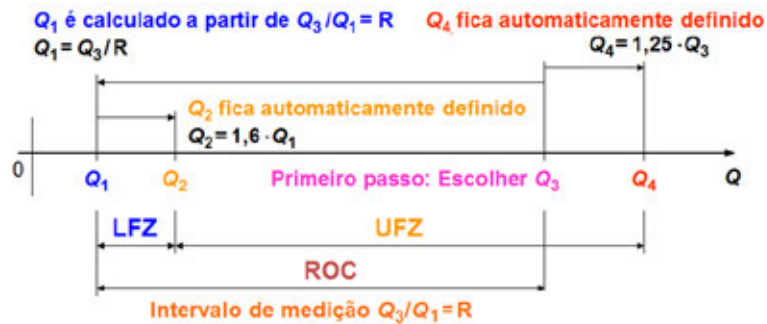 Q1 é calculado a partir de Q3/Q1 = R
Q4 fica automaticamente definido
Q1 = Q3/R
Q4 = 1,25 · Q3
Q2 fica automaticamente definido
Q2 = 1,6 · Q1
0
Q1
Q2
Primeiro passo: Escolher Q3
Q4
Q
LFZ
UFZ
ROC
Intervalo de medição Q3/Q1 = R